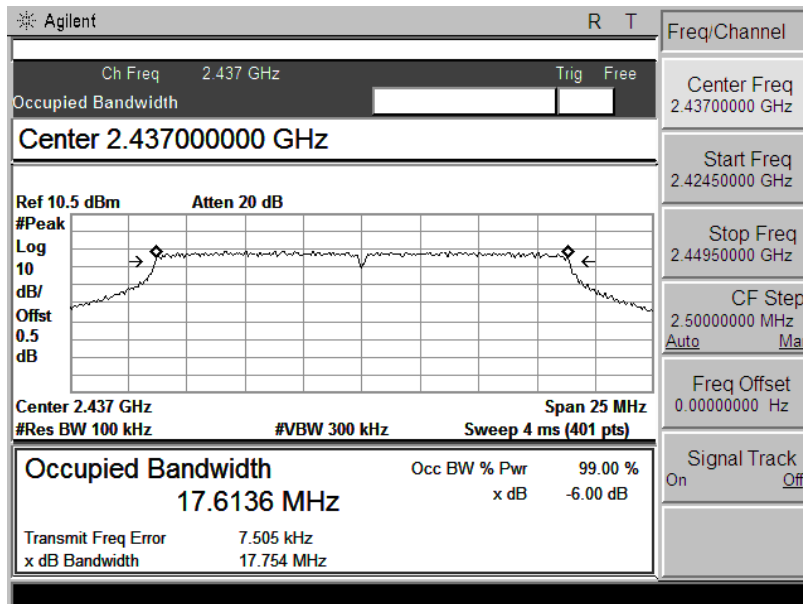 Agilent R T
Freq/Channel
Ch Freq 2.437 GHz Trig Free
Occupied Bandwidth
Center Freq
2.43700000 GHz
Center 2.437000000 GHz
Start Freq
2.42450000 GHz
Ref 10.5 dBm Atten 20 dB
#Peak
Log
10
dB/
Offst
0.5
dB
Stop Freq
2.44950000 GHz
CF Step
2.50000000 MHz
Auto Ma
Freq Offset
0.00000000 Hz
Center 2.437 GHz Span 25 MHz
#Res BW 100 kHz #VBW 300 kHz Sweep 4 ms (401 pts)
Signal Track
On Off
Occupied Bandwidth
17.6136 MHz
Occ BW % Pwr 99.00 %
x dB -6.00 dB
Transmit Freq Error 7.505 kHz
x dB Bandwidth 17.754 MHz